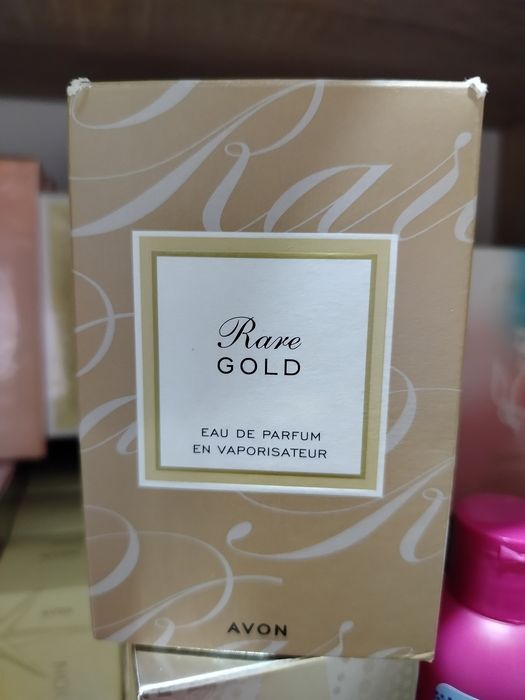 Rare
GOLD
EAU DE PARFUM
EN VAPORISATEUR
AVON